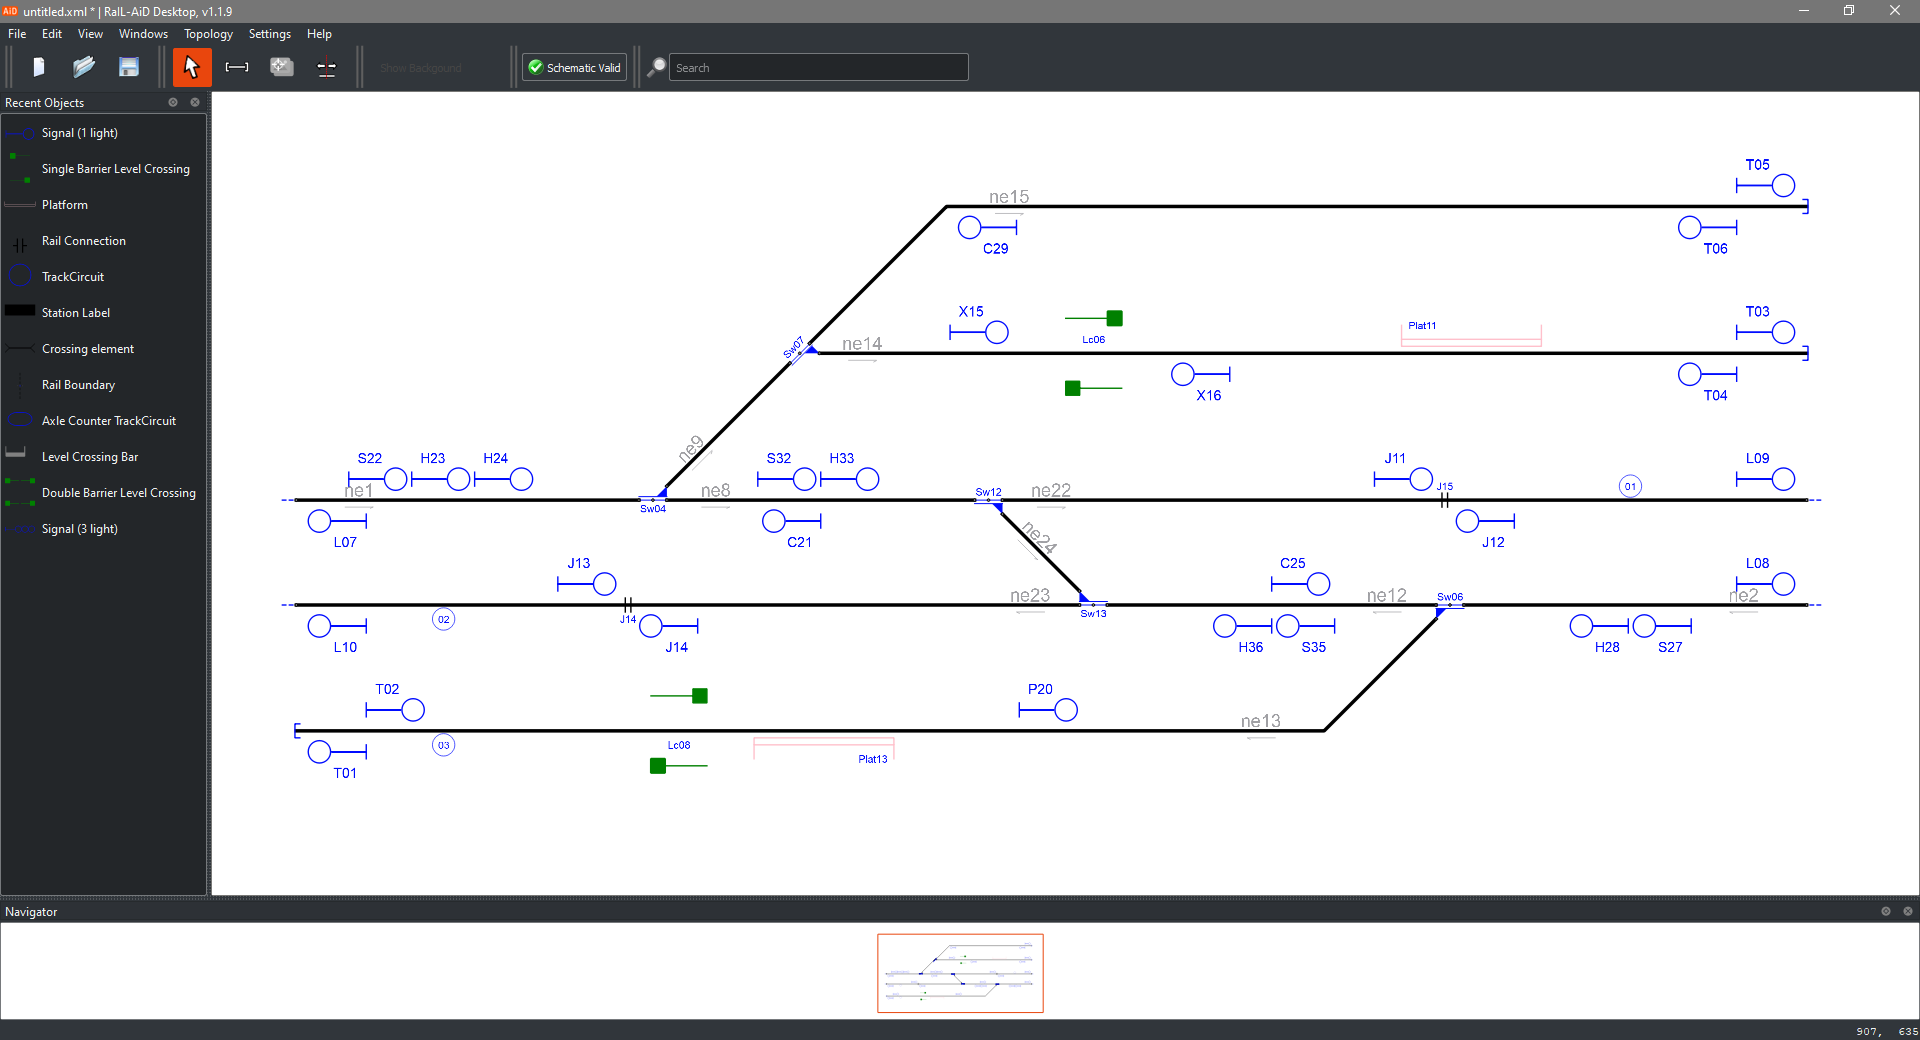 AiD untitled.xml * | RaIL-AiD Desktop, v1.1.9
File Edit View Windows Topology Settings Help
Show Background Schematic Valid Search
Recent Objects
Signal (1 light)
Single Barrier Level Crossing
Platform
Rail Connection
TrackCircuit
Station Label
Crossing element
Rail Boundary
Axle Counter TrackCircuit
Level Crossing Bar
Double Barrier Level Crossing
Signal (3 light)
T05
ne15
C29 T06
X15 Lc06 Plat11 T03
Sw07 ne14
X16 T04
ne9
S22 H23 H24 S32 H33 J11 L09
ne1 Sw04 ne8 Sw12 ne22 J15 01
L07 C21 ne24 J12
J13 C25 L08
ne23 ne12 Sw06 ne2
02 J14 Sw13
L10 J14 H36 S35 H28 S27
T02 P20
ne13
03 Lc08 Plat13
T01
Navigator
907, 635